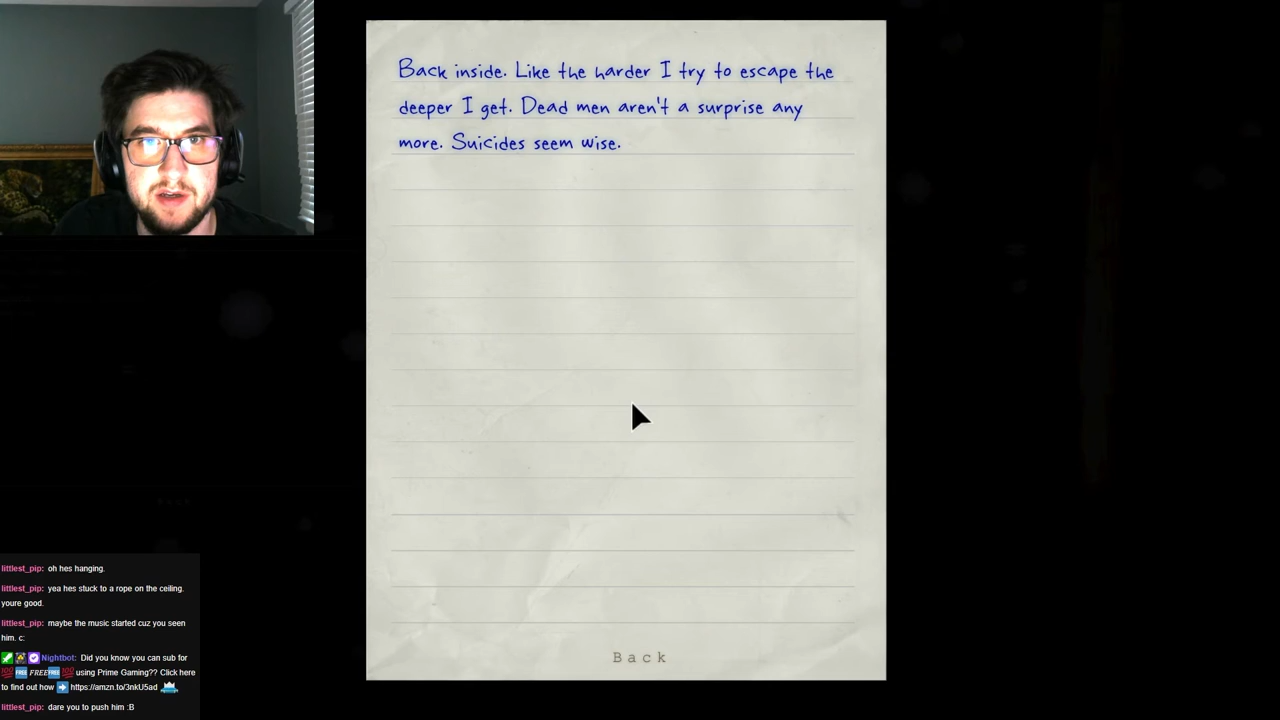 Back inside. Like the harder I try to escape the
deeper I get. Dead men aren't a surprise any
more. Suicides seem wise.
Back
littlest_pip: oh hes hanging.
littlest_pip: yea hes stuck to a rope on the ceiling.
youre good.
littlest_pip: maybe the music started cuz you seen
him. c:
Nightbot: Did you know you can sub for
💯 🆓 FREE🆓 💯 using Prime Gaming?? Click here
to find out how ➡ https://amzn.to/3nkU5ad
littlest_pip: dare you to push him :B